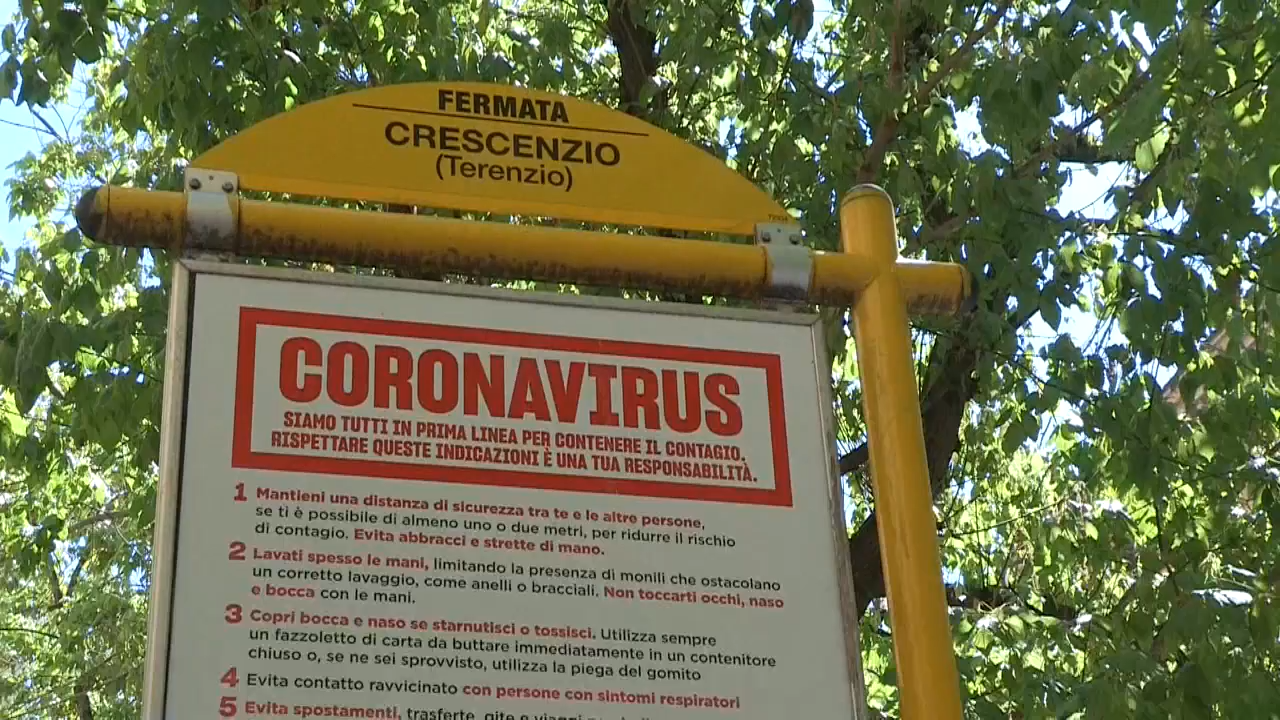 FERMATA
CRESCENZIO
(Terenzio)
CORONAVIRUS
SIAMO TUTTI IN PRIMA LINEA PER CONTENERE IL CONTAGIO.
RISPETTARE QUESTE INDICAZIONI È UNA TUA RESPONSABILITÀ.
1 Mantieni una distanza di sicurezza tra te e le altre persone,
se ti è possibile di almeno uno o due metri, per ridurre il rischio
di contagio. Evita abbracci e strette di mano.
2 Lavati spesso le mani, limitando la presenza di monili che ostacolano
un corretto lavaggio, come anelli o bracciali. Non toccarti occhi, naso
e bocca con le mani.
3 Copri bocca e naso se starnutisci o tossisci. Utilizza sempre
un fazzoletto di carta da buttare immediatamente in un contenitore
chiuso o, se ne sei sprovvisto, utilizza la piega del gomito
4 Evita contatto ravvicinato con persone con sintomi respiratori
5 Evita spostamenti, trasferte, gite e viaggi